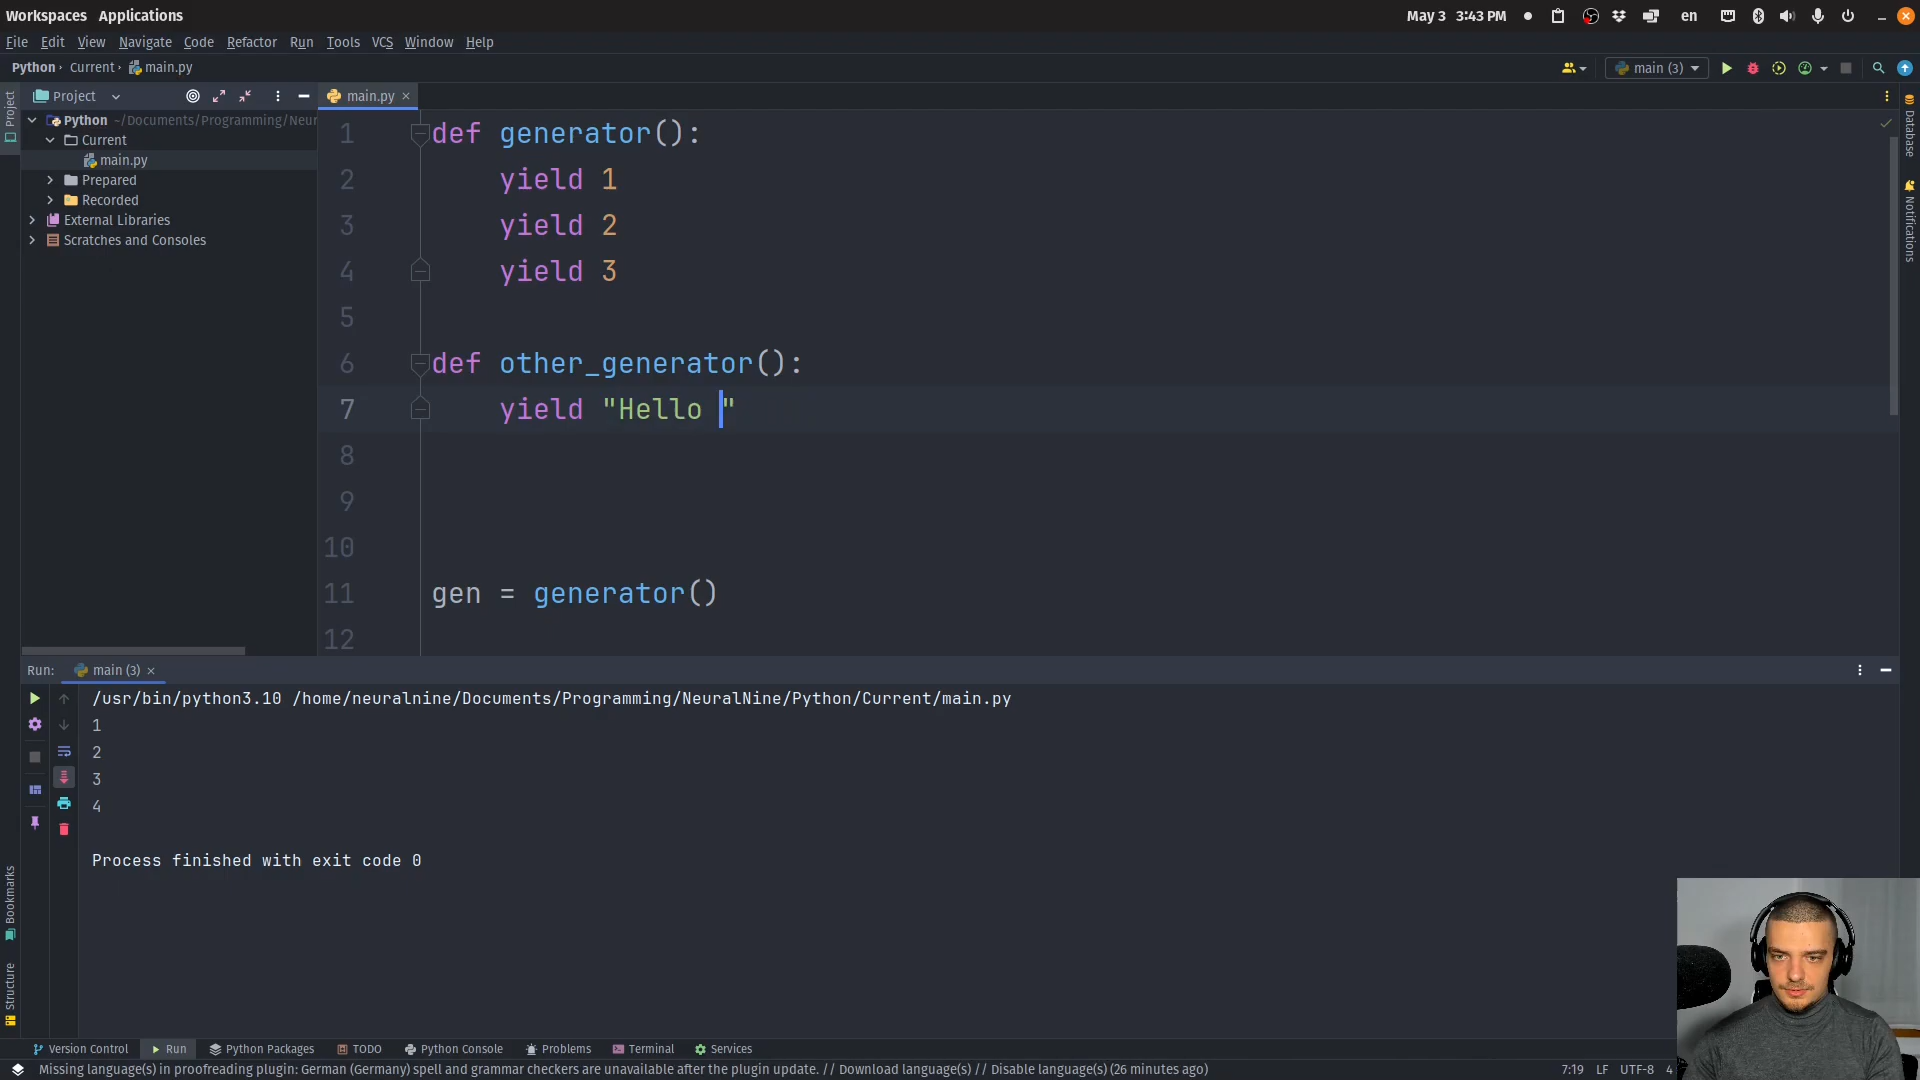 Workspaces Applications May 3 3:43 PM en
File Edit View Navigate Code Refactor Run Tools VCS Window Help
Python › Current › main.py main (3)
Project main.py ×
Python ~/Documents/Programming/Neur
Current
main.py
Prepared
Recorded
External Libraries
Scratches and Consoles
Project
Bookmarks
Structure
1 def generator():
2 yield 1
3 yield 2
4 yield 3
5
6 def other_generator():
7 yield "Hello "
8
9
10
11 gen = generator()
12
Database
Notifications
Run: main (3) ×
/usr/bin/python3.10 /home/neuralnine/Documents/Programming/NeuralNine/Python/Current/main.py
1
2
3
4
Process finished with exit code 0
Version Control Run Python Packages TODO Python Console Problems Terminal Services
Missing language(s) in proofreading plugin: German (Germany) spell and grammar checkers are unavailable after the plugin update. // Download language(s) // Disable language(s) (26 minutes ago) 7:19 LF UTF-8 4